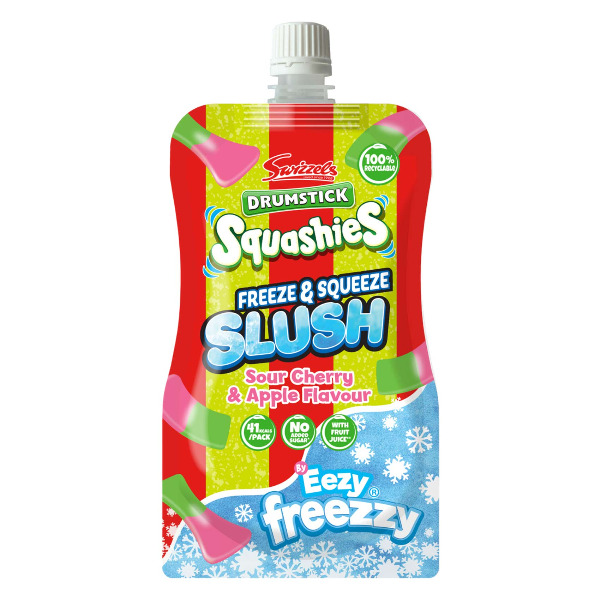 Swizzels
100%
RECYCLABLE
DRUMSTICK
Squashies
FREEZE & SQUEEZE
SLUSH
Sour Cherry
& Apple Flavour
41 KCALS
/PACK
NO
ADDED
SUGAR*
WITH
FRUIT
JUICE**
By
Eezy
freezzy®